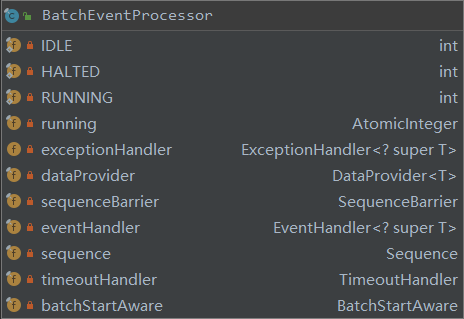 BatchEventProcessor
IDLE int
HALTED int
RUNNING int
running AtomicInteger
exceptionHandler ExceptionHandler<? super T>
dataProvider DataProvider<T>
sequenceBarrier SequenceBarrier
eventHandler EventHandler<? super T>
sequence Sequence
timeoutHandler TimeoutHandler
batchStartAware BatchStartAware